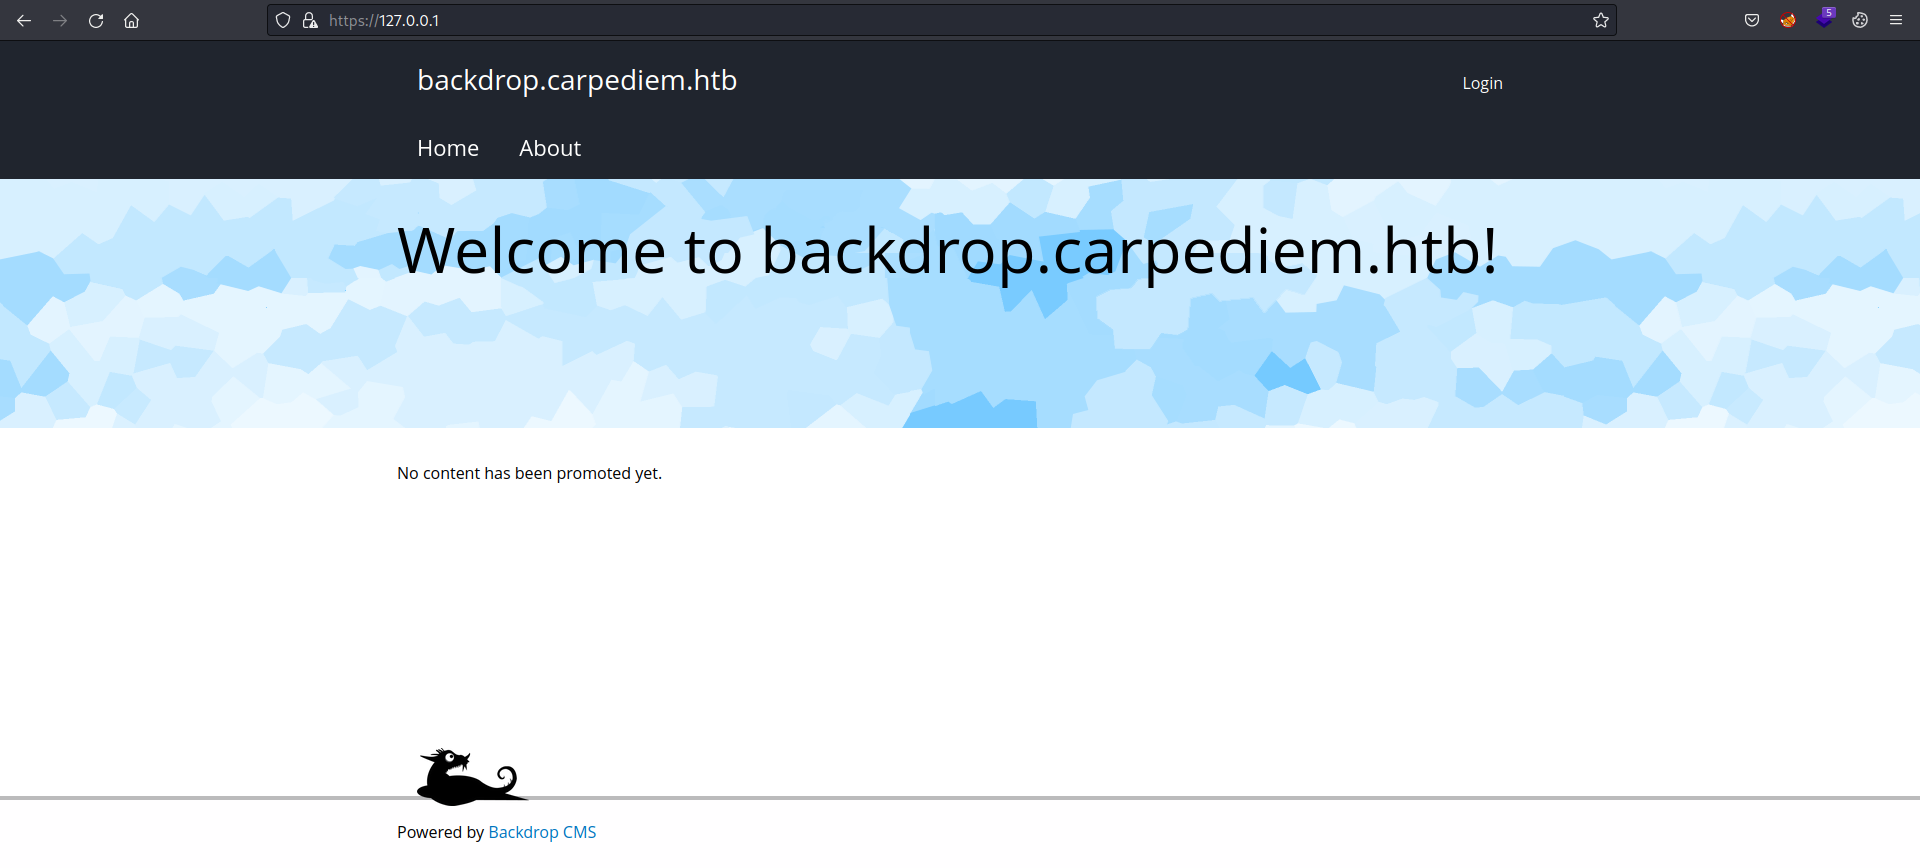 https://127.0.0.1
5
backdrop.carpediem.htb
Login
Home About
Welcome to backdrop.carpediem.htb!
No content has been promoted yet.
Powered by Backdrop CMS